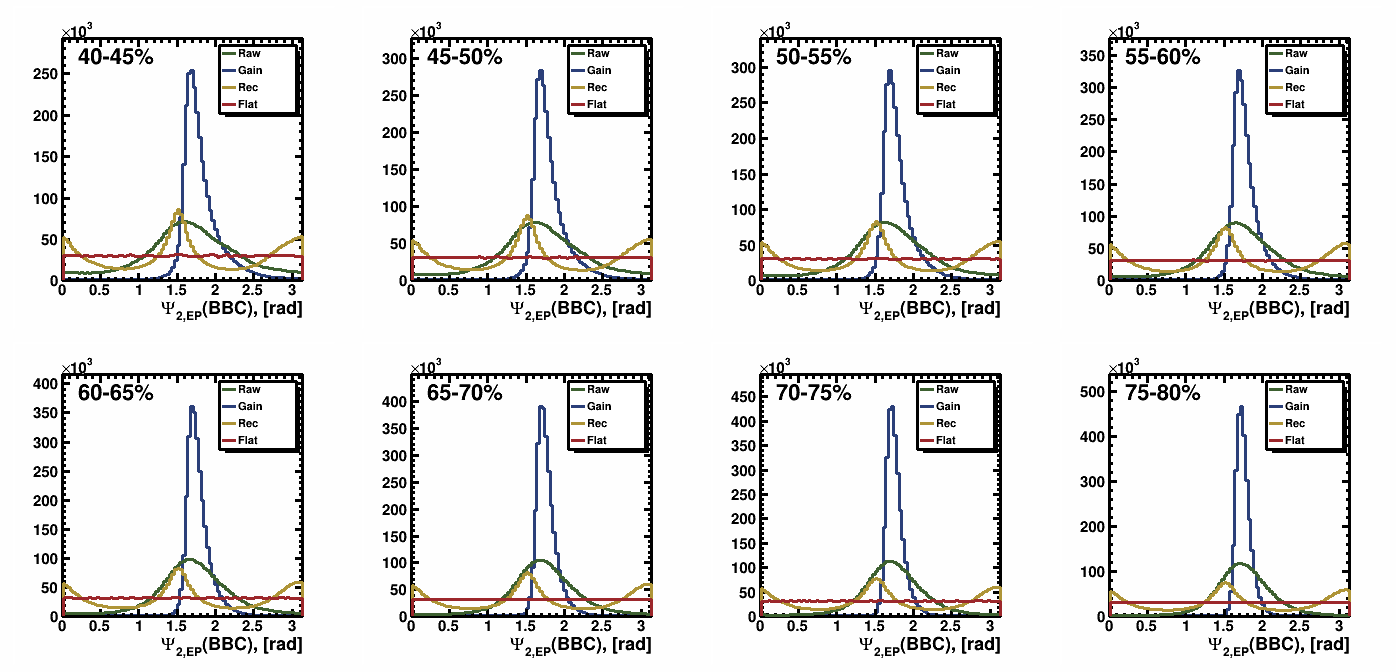 ×10³
40-45%
Raw
Gain
Rec
Flat
250
200
150
100
50
0
0 0.5 1 1.5 2 2.5 3
Ψ2,EP(BBC), [rad]
×10³
45-50%
Raw
Gain
Rec
Flat
300
250
200
150
100
50
0
0 0.5 1 1.5 2 2.5 3
Ψ2,EP(BBC), [rad]
×10³
50-55%
Raw
Gain
Rec
Flat
300
250
200
150
100
50
0
0 0.5 1 1.5 2 2.5 3
Ψ2,EP(BBC), [rad]
×10³
55-60%
Raw
Gain
Rec
Flat
350
300
250
200
150
100
50
0
0 0.5 1 1.5 2 2.5 3
Ψ2,EP(BBC), [rad]
×10³
60-65%
Raw
Gain
Rec
Flat
400
350
300
250
200
150
100
50
0
0 0.5 1 1.5 2 2.5 3
Ψ2,EP(BBC), [rad]
×10³
65-70%
Raw
Gain
Rec
Flat
400
350
300
250
200
150
100
50
0
0 0.5 1 1.5 2 2.5 3
Ψ2,EP(BBC), [rad]
×10³
70-75%
Raw
Gain
Rec
Flat
450
400
350
300
250
200
150
100
50
0
0 0.5 1 1.5 2 2.5 3
Ψ2,EP(BBC), [rad]
×10³
75-80%
Raw
Gain
Rec
Flat
500
400
300
200
100
0
0 0.5 1 1.5 2 2.5 3
Ψ2,EP(BBC), [rad]